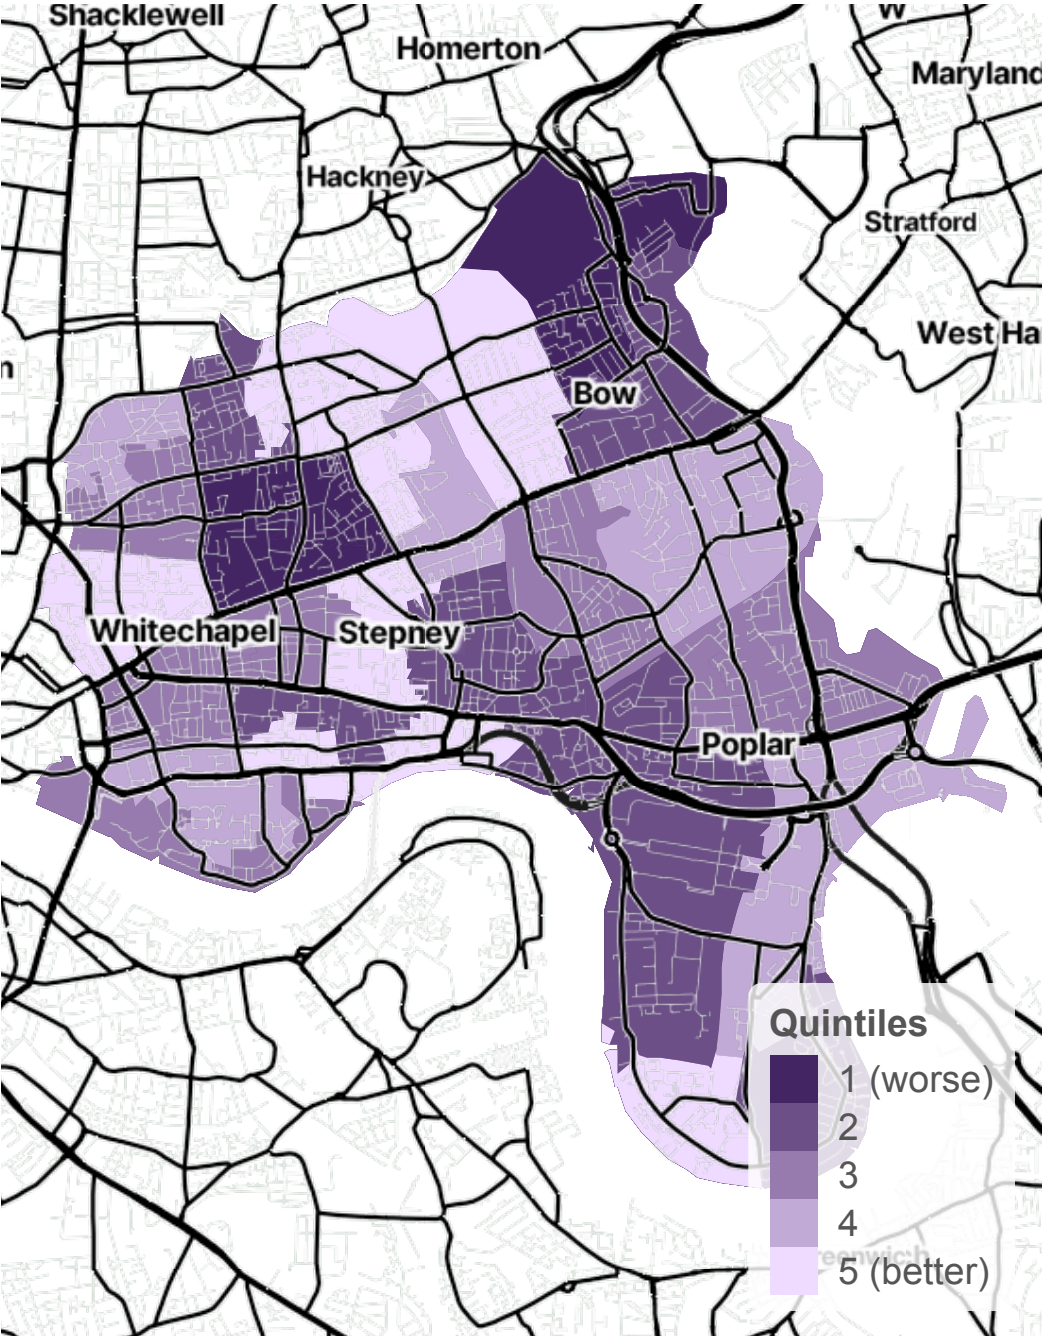 Shacklewell
W
Homerton
Maryland
Hackney
Stratford
West Ha
n
Bow
Whitechapel
Stepney
Poplar
Quintiles
1 (worse)
2
3
4
reenwich
5 (better)